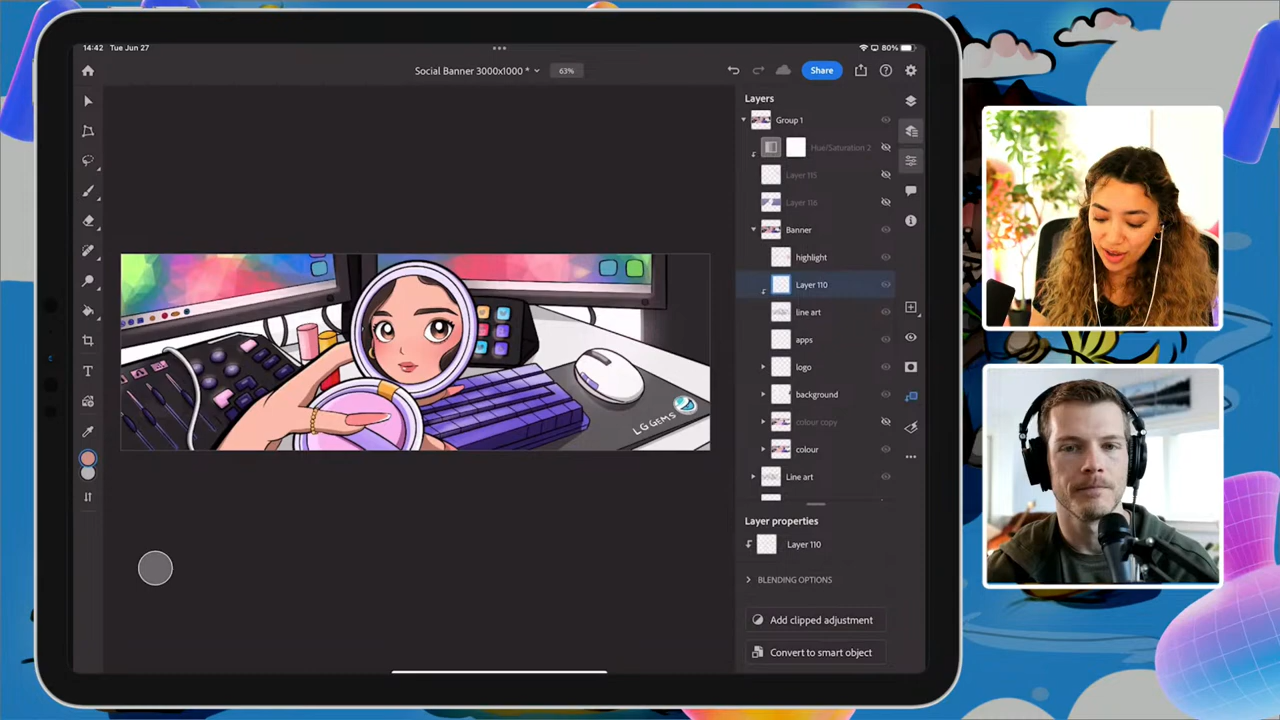 14:42 Tue Jun 27
80%
Social Banner 3000x1000 *
63%
Share
Layers
Group 1
Hue/Saturation 2
Layer 115
Layer 116
Banner
highlight
Layer 110
line art
apps
logo
background
colour copy
colour
Line art
LG GEMS
Layer properties
Layer 110
BLENDING OPTIONS
Add clipped adjustment
Convert to smart object